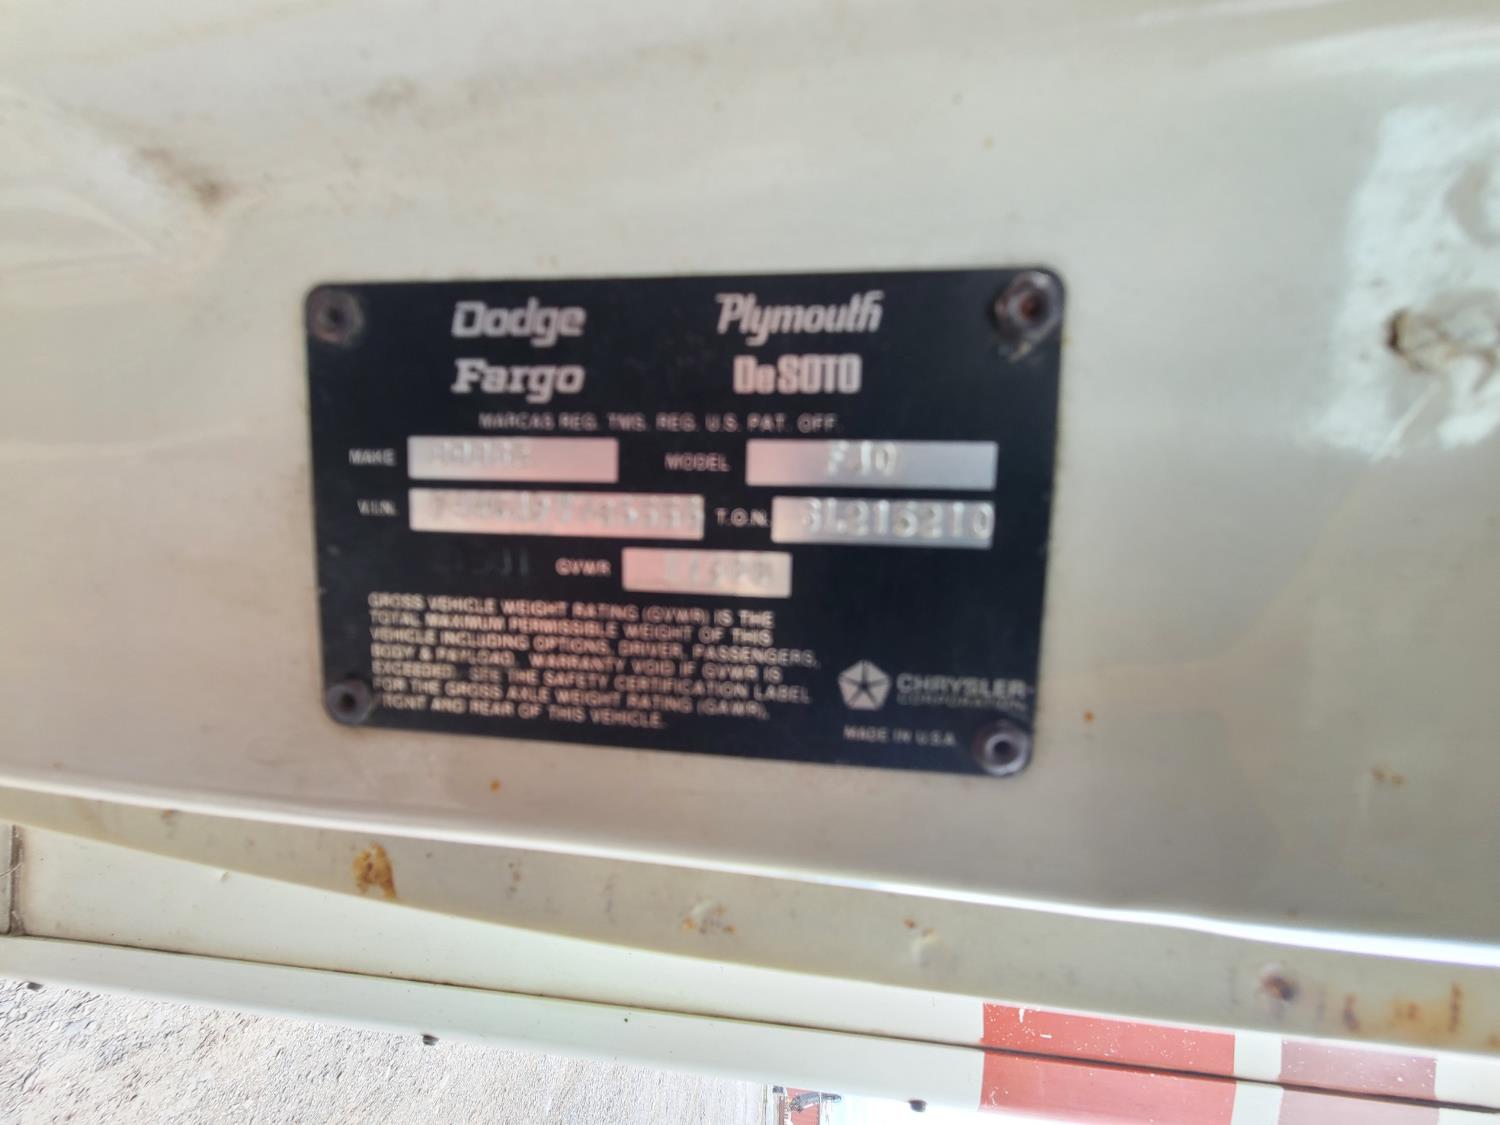 Dodge Plymouth
Fargo DeSOTO
MARCAS REG. TMS. REG. U.S. PAT. OFF.
MAKE DODGE MODEL F40
V.I.N. T.O.N. 6L216210
GVWR
GROSS VEHICLE WEIGHT RATING (GVWR) IS THE
TOTAL MAXIMUM PERMISSIBLE WEIGHT OF THIS
VEHICLE INCLUDING OPTIONS, DRIVER, PASSENGERS,
BODY & PAYLOAD. WARRANTY VOID IF GVWR IS
EXCEEDED. SEE THE SAFETY CERTIFICATION LABEL
FOR THE GROSS AXLE WEIGHT RATING (GAWR),
FRONT AND REAR OF THIS VEHICLE.
CHRYSLER
CORPORATION
MADE IN U.S.A.